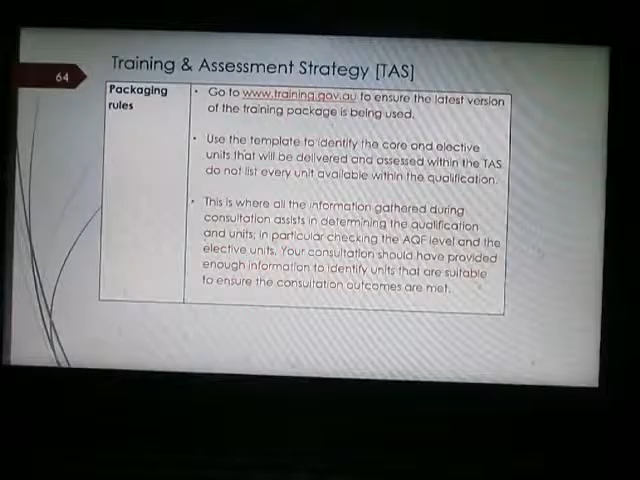 64
Training & Assessment Strategy [TAS]
Packaging
rules
• Go to www.training.gov.au to ensure the latest version
of the training package is being used.
• Use the template to identify the core and elective
units that will be delivered and assessed within the TAS
do not list every unit available within the qualification.
• This is where all the information gathered during
consultation assists in determining the qualification
and units, in particular checking the AQF level and the
elective units. Your consultation should have provided
enough information to identify units that are suitable
to ensure the consultation outcomes are met.